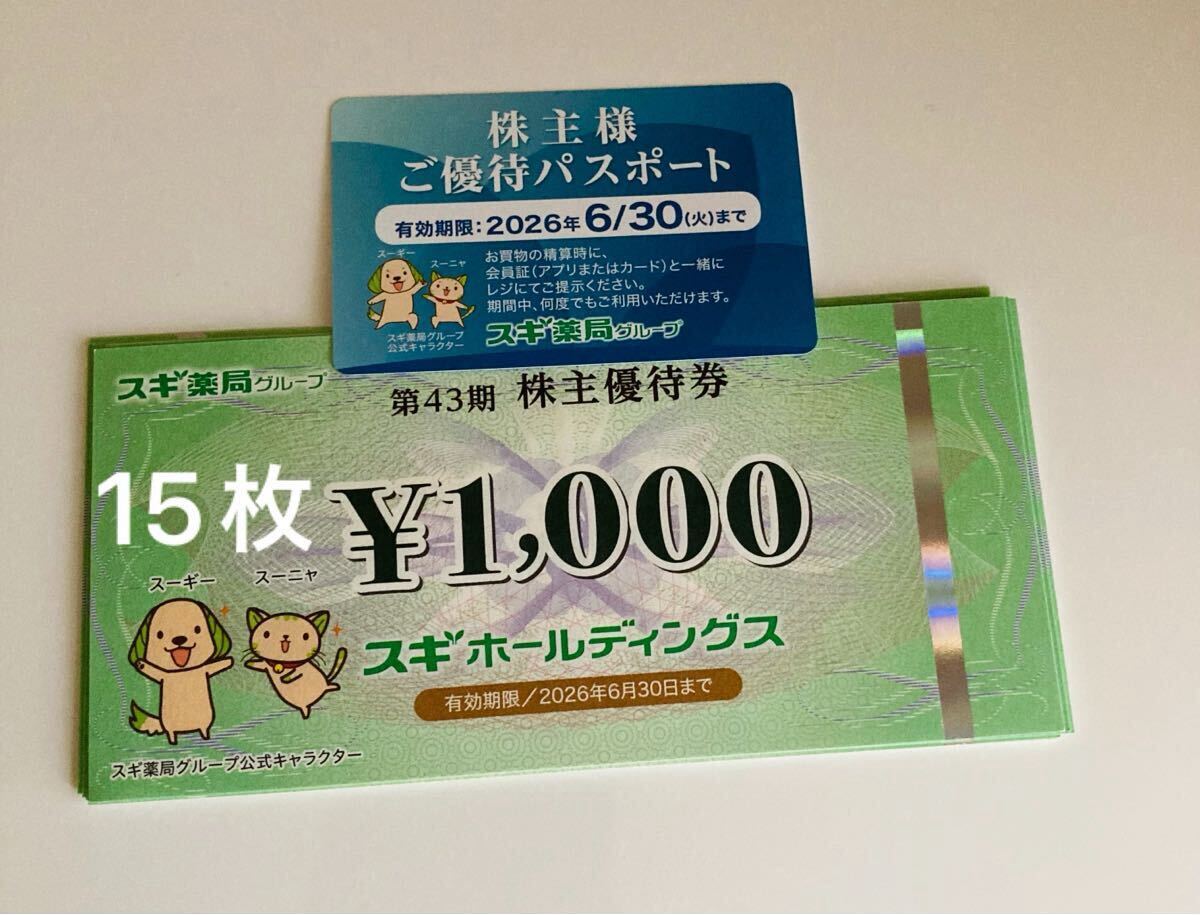 株主様
ご優待パスポート
有効期限：2026年6/30(火)まで
お買物の精算時に、
会員証(アプリまたはカード)と一緒に
レジにてご提示ください。
期間中、何度でもご利用いただけます。
スーギー
スーニャ
スギ薬局グループ
公式キャラクター
スギ薬局グループ
スギ薬局グループ
第43期 株主優待券
15枚
¥1,000
スーギー
スーニャ
スギホールディングス
有効期限／2026年6月30日まで
スギ薬局グループ公式キャラクター